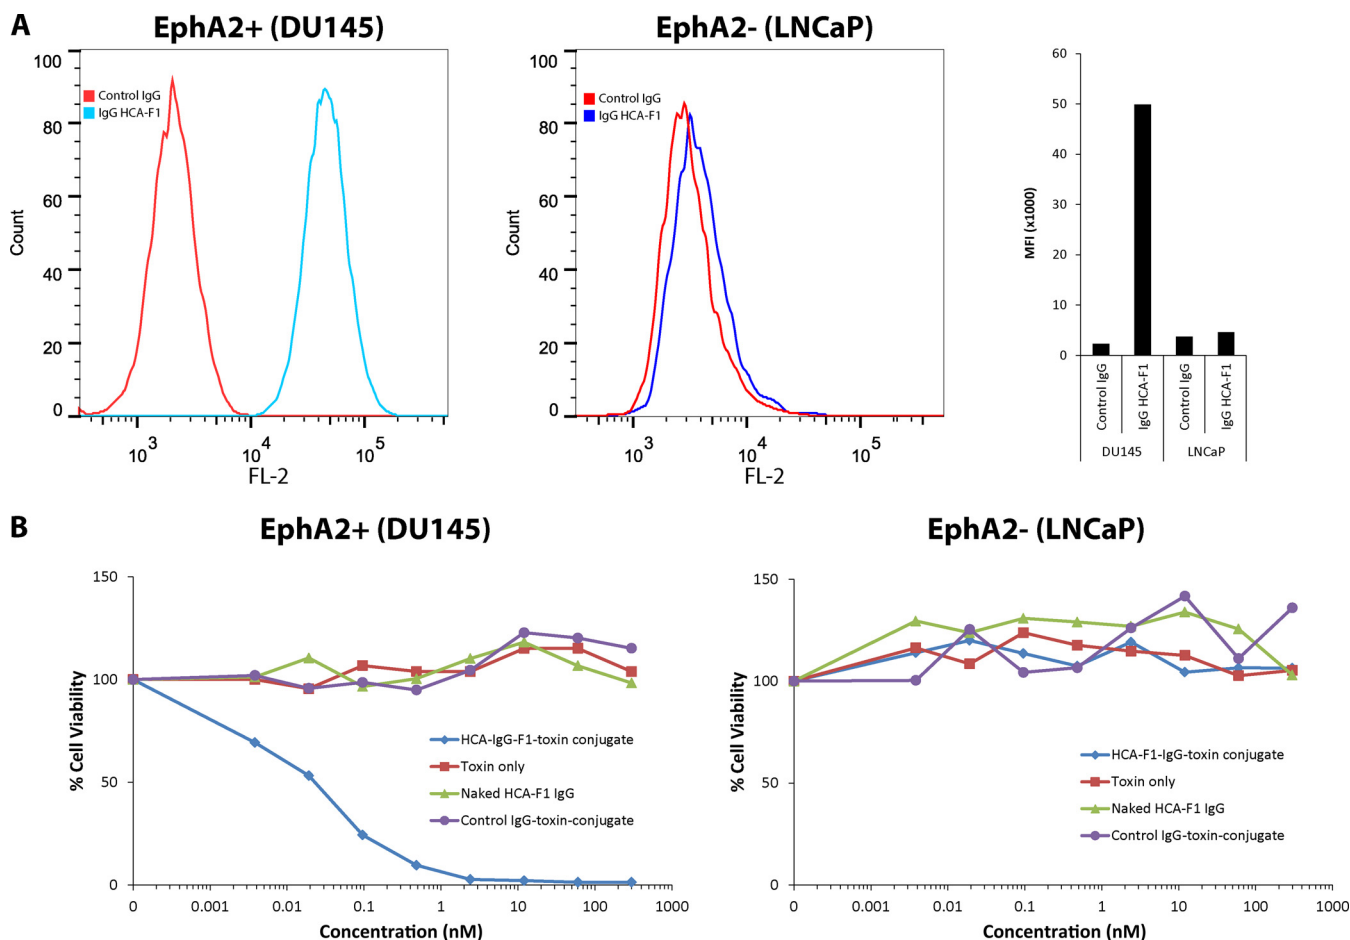 A
EphA2+ (DU145)
100
80
60
40
20
0
Count
Control IgG
IgG HCA-F1
10^3
10^4
10^5
FL-2
EphA2- (LNCaP)
100
80
60
40
20
0
Count
Control IgG
IgG HCA-F1
10^3
10^4
10^5
FL-2
60
50
40
30
20
10
0
MFI (x1000)
Control IgG
IgG HCA-F1
Control IgG
IgG HCA-F1
DU145
LNCaP
B
EphA2+ (DU145)
150
100
50
0
% Cell Viability
HCA-IgG-F1-toxin conjugate
Toxin only
Naked HCA-F1 IgG
Control IgG-toxin-conjugate
0 0.001 0.01 0.1 1 10 100 1000
Concentration (nM)
EphA2- (LNCaP)
150
100
50
0
% Cell Viability
HCA-F1-IgG-toxin conjugate
Toxin only
Naked HCA-F1 IgG
Control IgG-toxin-conjugate
0 0.001 0.01 0.1 1 10 100 1000
Concentration (nM)